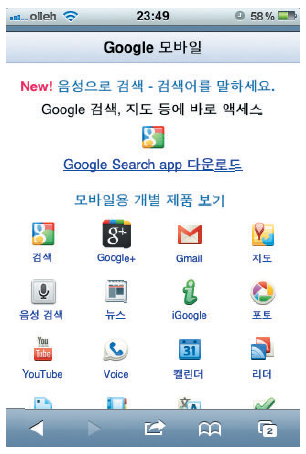 olleh 23:49 58%
Google 모바일
New! 음성으로 검색 - 검색어를 말하세요.
Google 검색, 지도 등에 바로 액세스
Google Search app 다운로드
모바일용 개별 제품 보기
검색 Google+ Gmail 지도
음성 검색 뉴스 iGoogle 포토
YouTube Voice 캘린더 리더
2